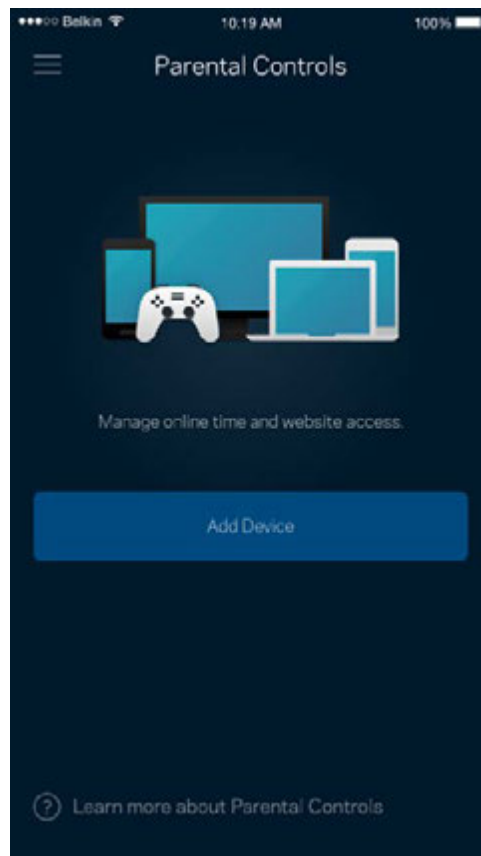 Belkin 10:19 AM 100%
Parental Controls
Manage online time and website access.
Add Device
Learn more about Parental Controls